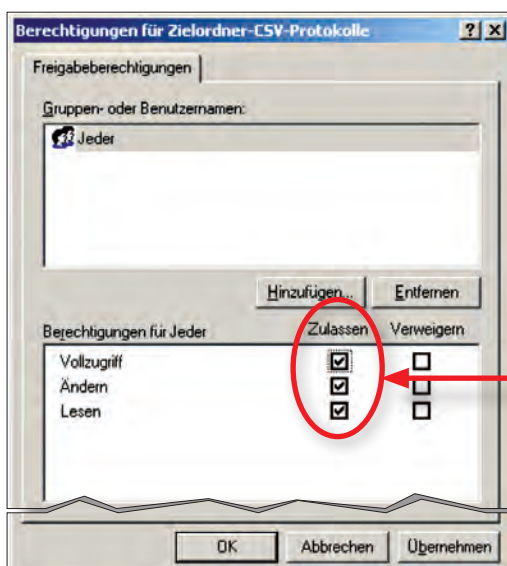 Berechtigungen für Zielordner-CSV-Protokolle
Freigabeberechtigungen
Gruppen- oder Benutzernamen:
Jeder
Hinzufügen... Entfernen
Berechtigungen für Jeder Zulassen Verweigern
Vollzugriff
Ändern
Lesen
OK Abbrechen Übernehmen